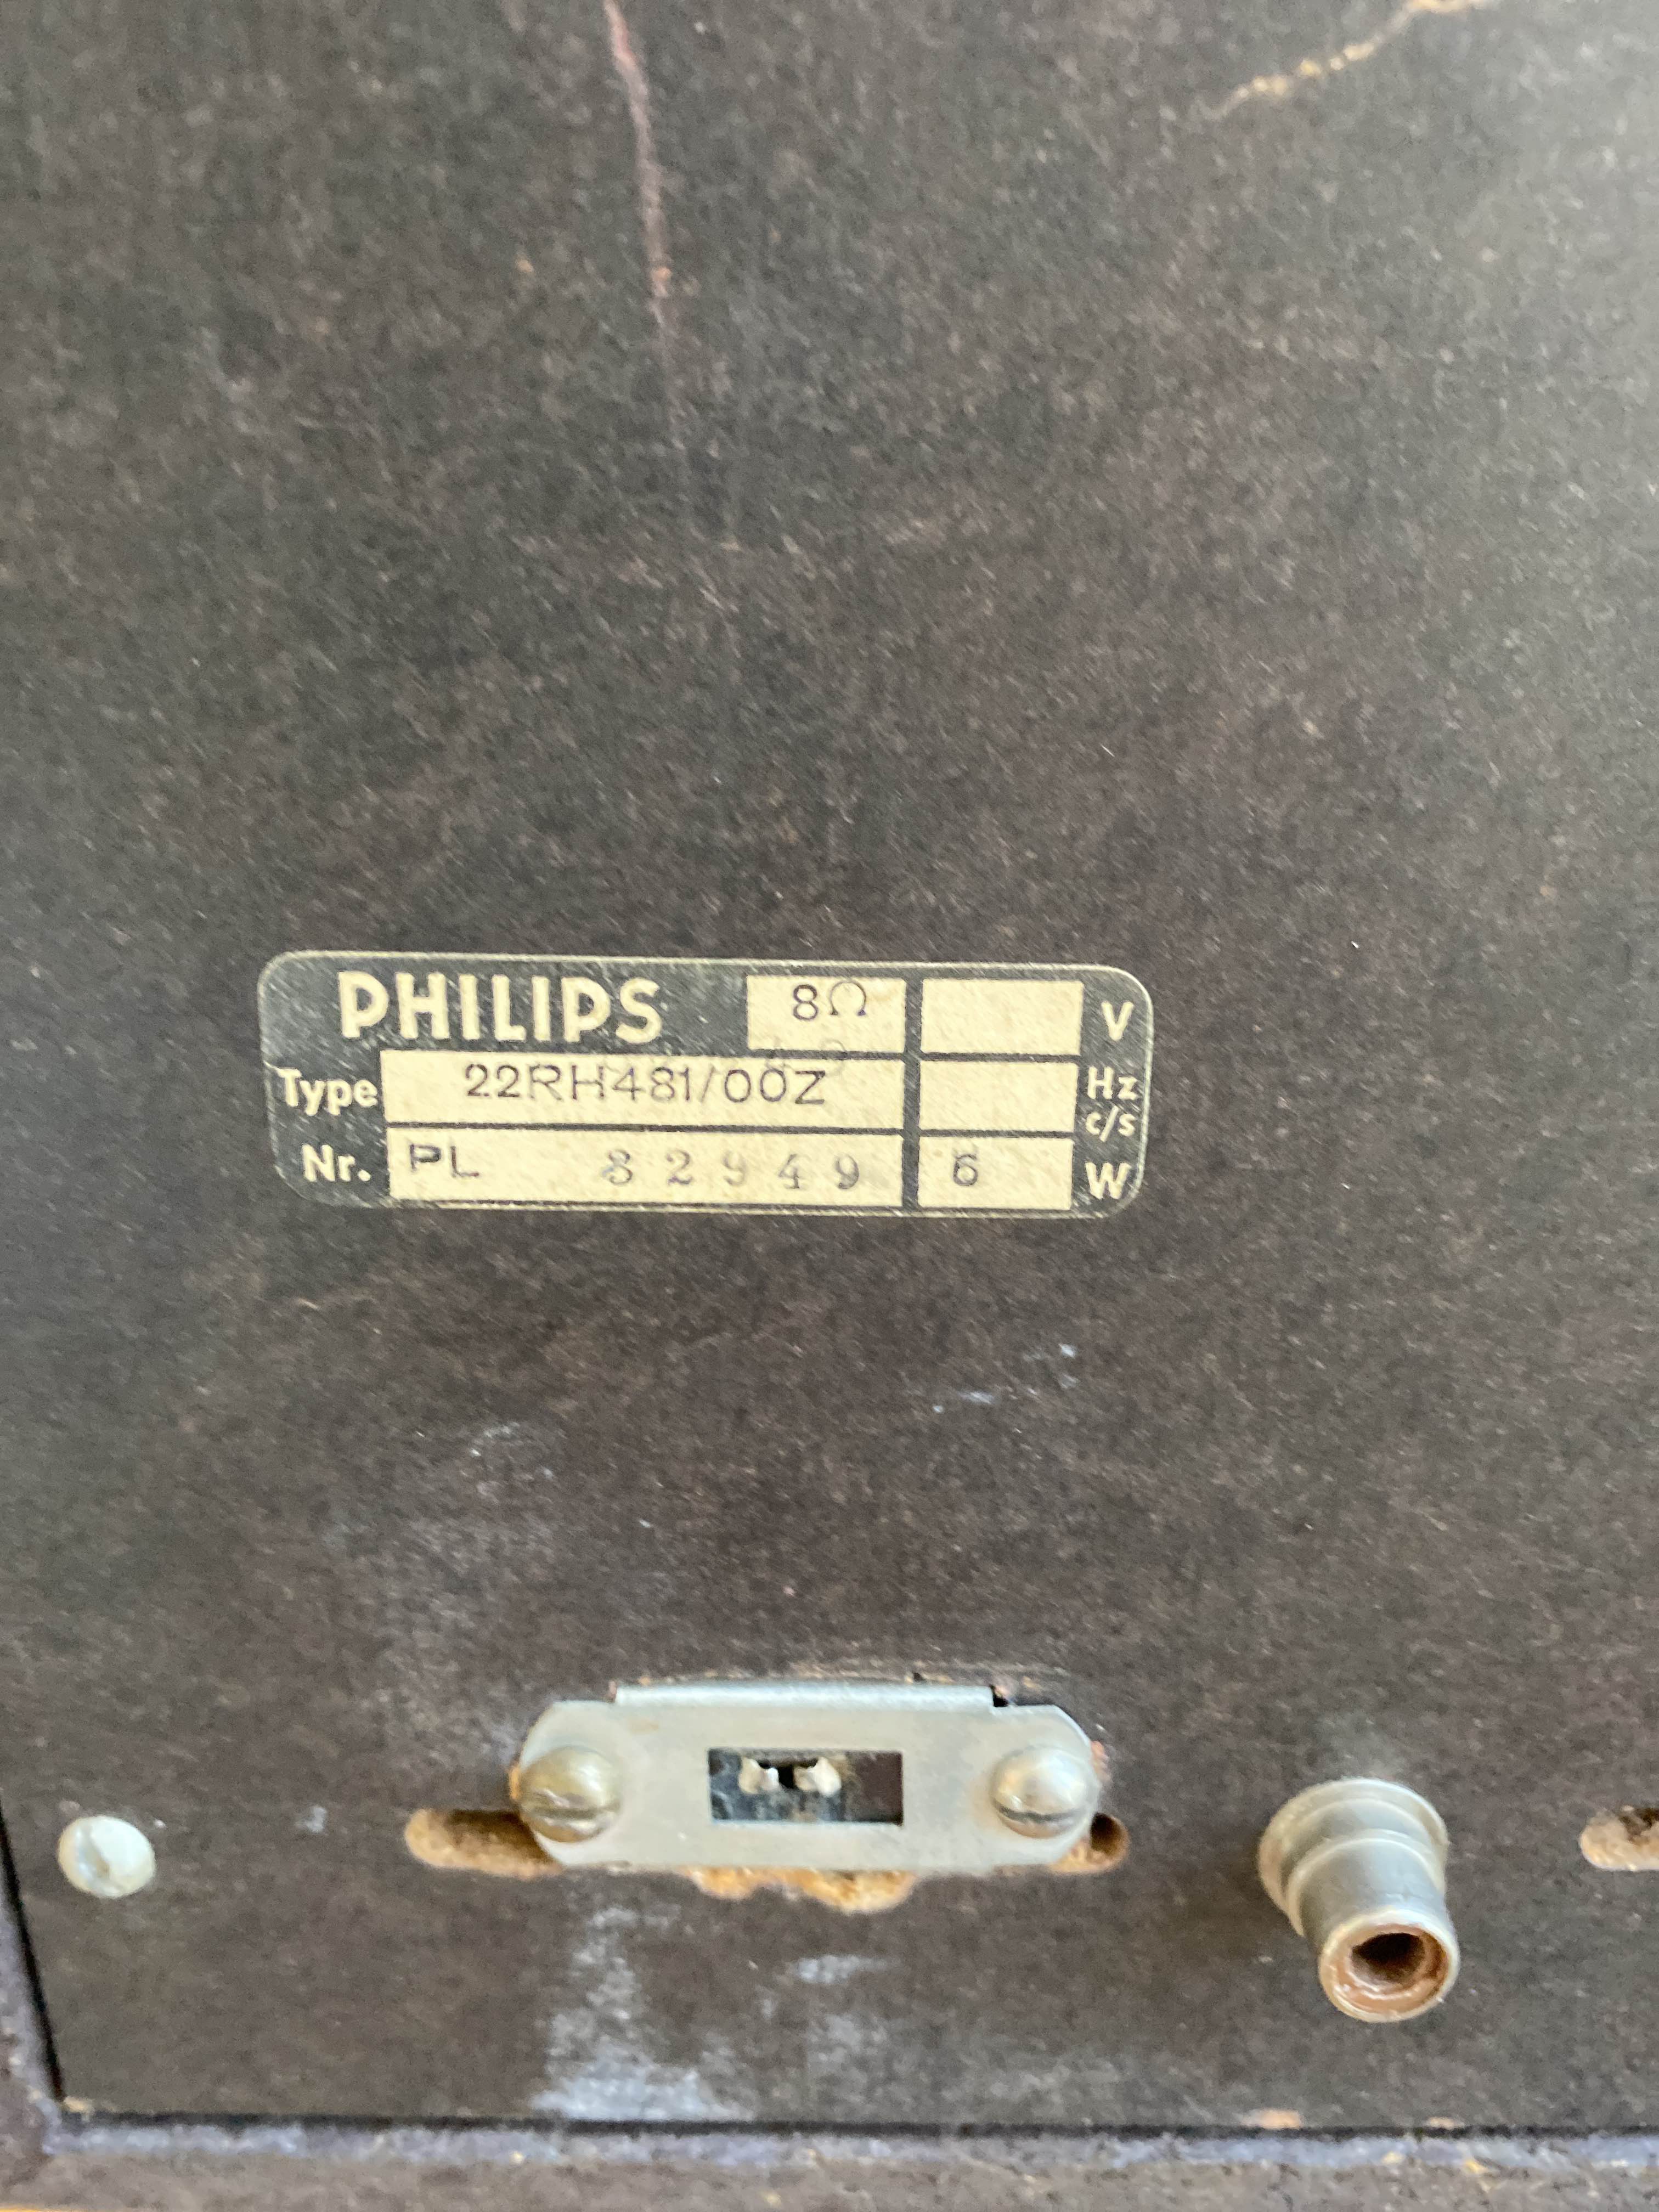 PHILIPS 8Ω V
Type 22RH481/00Z Hz
c/s
Nr. PL 82949 6 W